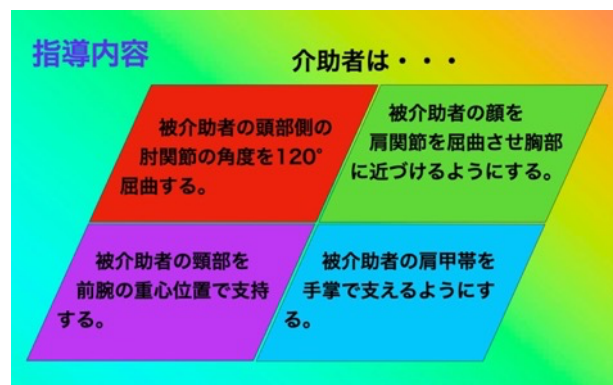 指導内容
介助者は・・・
被介助者の頭部側の
肘関節の角度を120°
屈曲する。
被介助者の顔を
肩関節を屈曲させ胸部
に近づけるようにする。
被介助者の頸部を
前腕の重心位置で支持
する。
被介助者の肩甲帯を
手掌で支えるようにす
る。